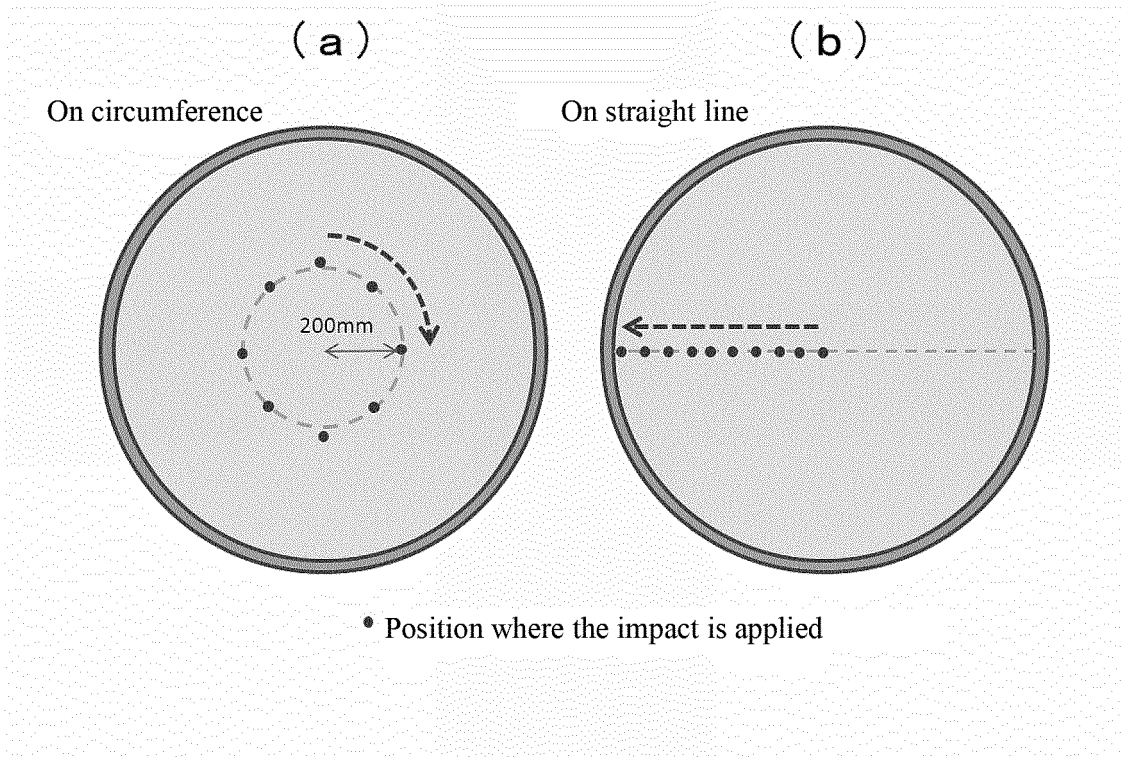 (a)
(b)
On circumference
On straight line
200mm
Position where the impact is applied